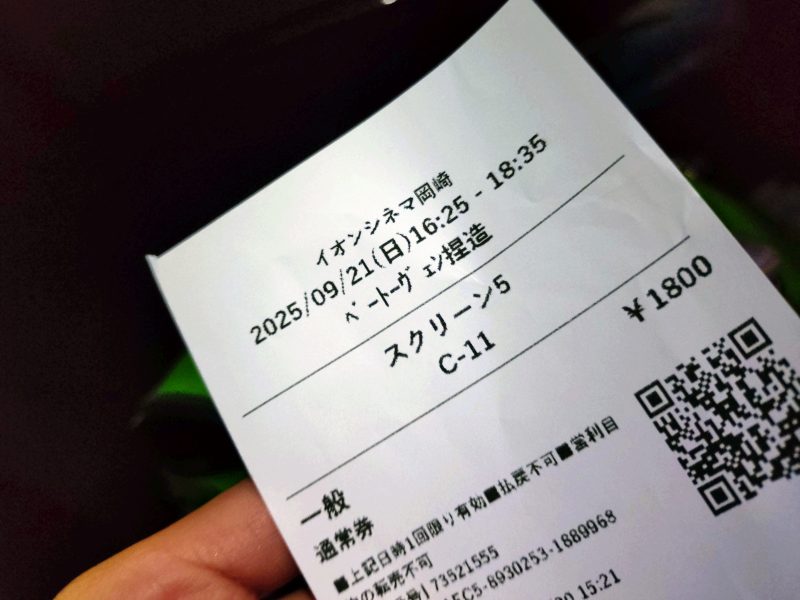 イオンシネマ岡崎
2025/09/21(日)16:25 - 18:35
ﾍﾞｰﾄｰｳﾞｪﾝ捏造
スクリーン5
C-11
¥1800
一般
通常券
■上記日時1回限り有効■払戻不可■営利目
の転売不可
73521555
EC5-8930253-1889968
15:21